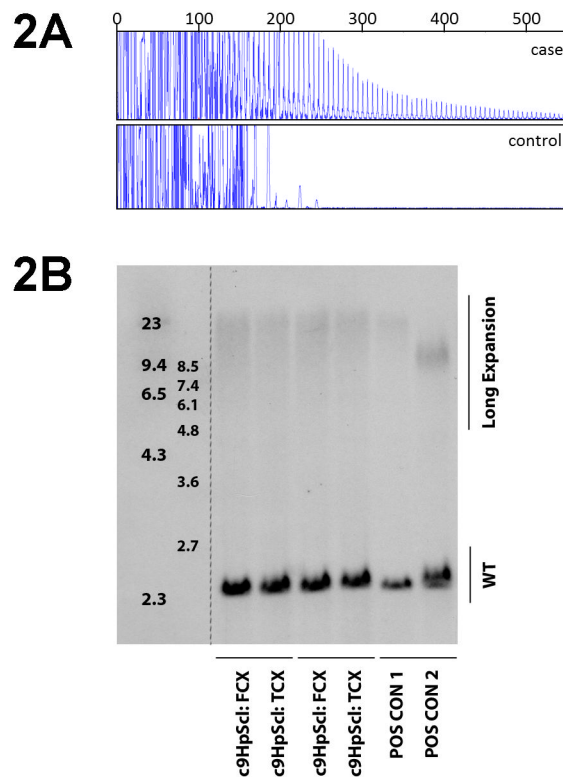 2A
0 100 200 300 400 500
case
control
2B
23
9.4 8.5
7.4
6.5
6.1
4.8
4.3
3.6
2.7
2.3
Long Expansion
WT
c9HpScl: FCX
c9HpScl: TCX
c9HpScl: FCX
c9HpScl: TCX
POS CON 1
POS CON 2